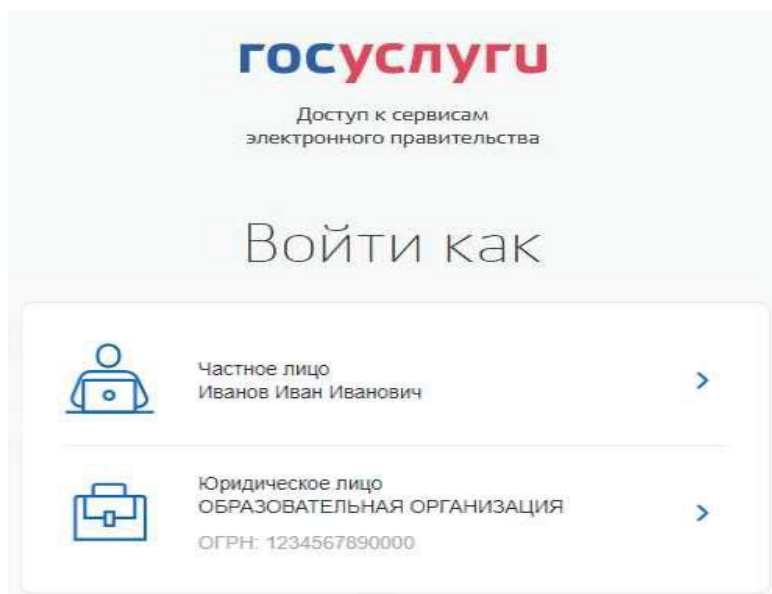 госуслуги
Доступ к сервисам
электронного правительства
Войти как
Частное лицо
Иванов Иван Иванович
Юридическое лицо
ОБРАЗОВАТЕЛЬНАЯ ОРГАНИЗАЦИЯ
ОГРН: 1234567890000